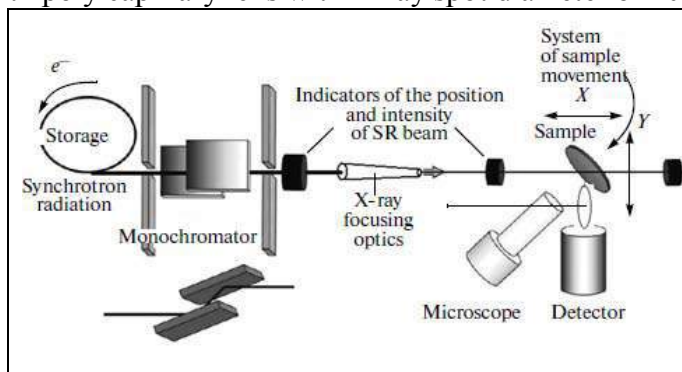 System
of sample
movement
e⁻
X
Indicators of the position
and intensity
of SR beam
Sample
Y
Storage
Synchrotron
radiation
X-ray
focusing
optics
Monochromator
Microscope
Detector